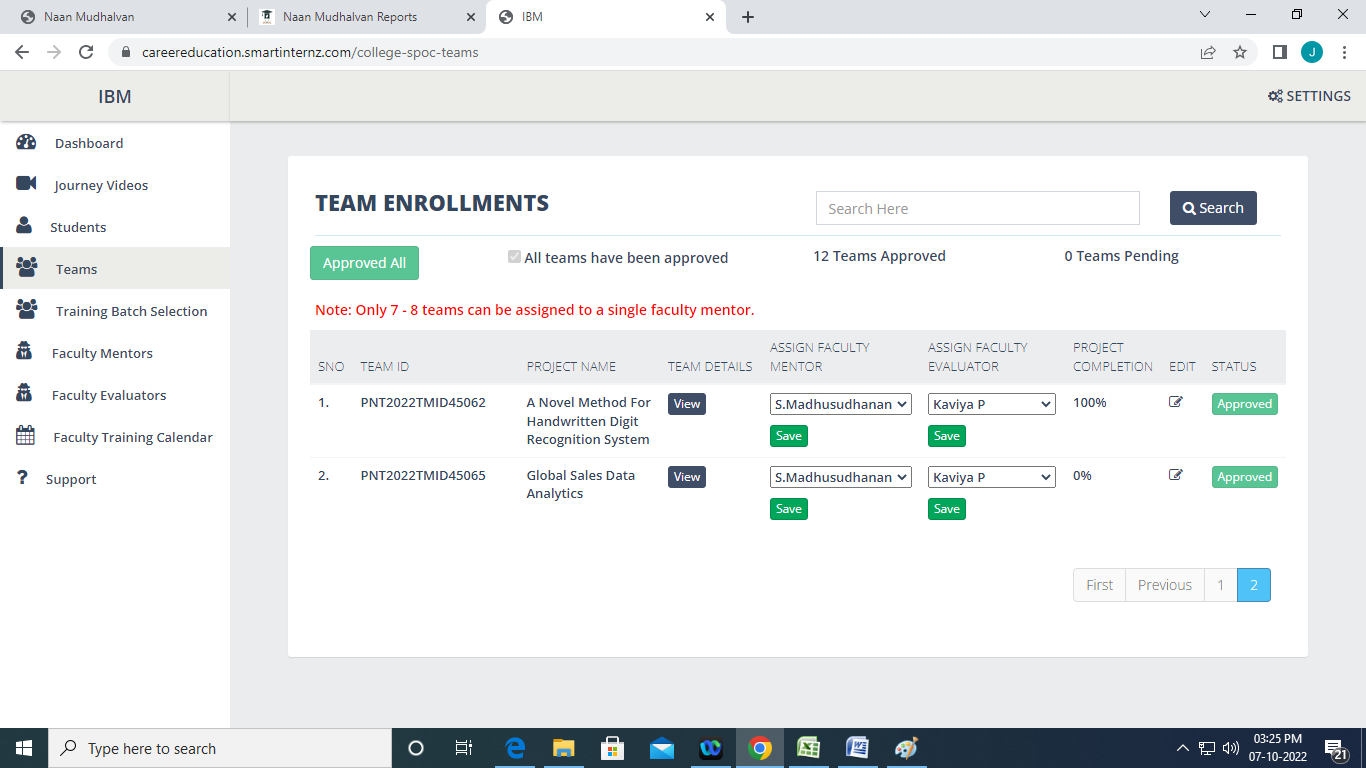 Naan Mudhalvan
Naan Mudhalvan Reports
IBM
careereducation.smartinternz.com/college-spoc-teams
J
IBM
SETTINGS
Dashboard
Journey Videos
Students
Teams
Training Batch Selection
Faculty Mentors
Faculty Evaluators
Faculty Training Calendar
Support
TEAM ENROLLMENTS
Search Here
Search
Approved All
All teams have been approved
12 Teams Approved
0 Teams Pending
Note: Only 7 - 8 teams can be assigned to a single faculty mentor.
SNO TEAM ID PROJECT NAME TEAM DETAILS ASSIGN FACULTY MENTOR ASSIGN FACULTY EVALUATOR PROJECT COMPLETION EDIT STATUS
1. PNT2022TMID45062 A Novel Method For View S.Madhusudhanan Kaviya P 100% Approved
Handwritten Digit
Recognition System Save Save
2. PNT2022TMID45065 Global Sales Data View S.Madhusudhanan Kaviya P 0% Approved
Analytics Save Save
First Previous 1 2
Type here to search
03:25 PM
07-10-2022
21